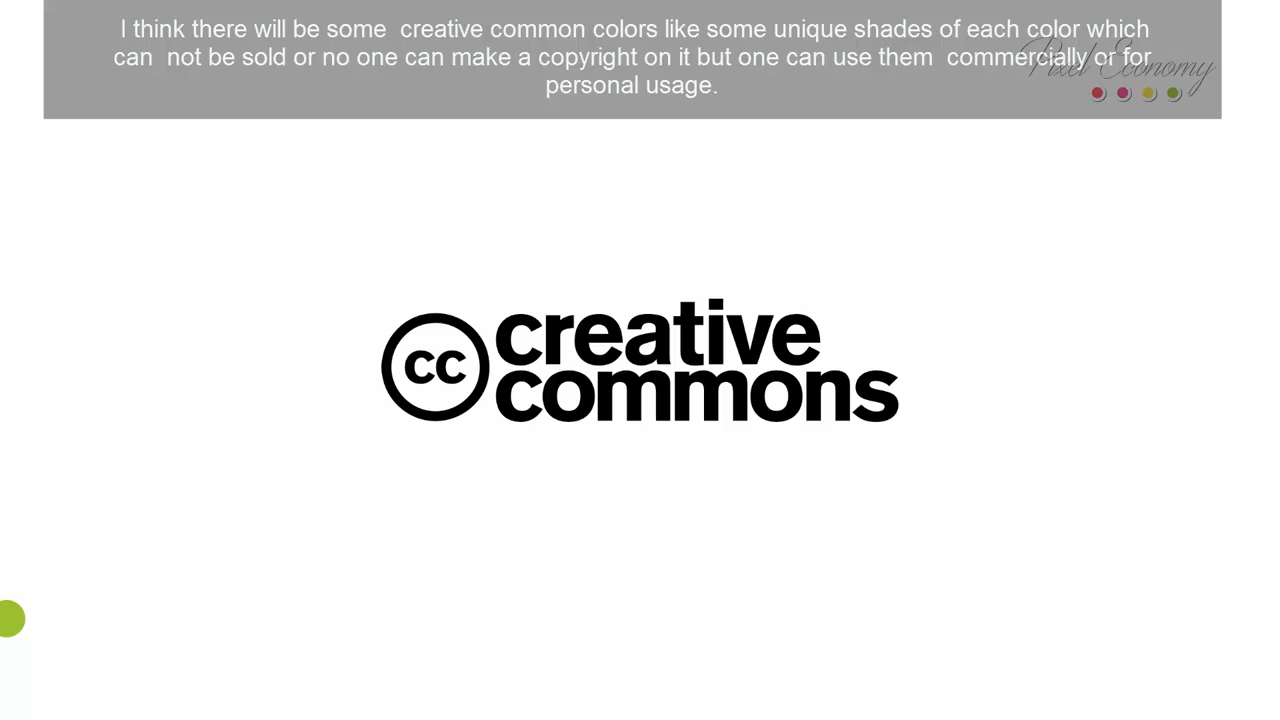 I think there will be some  creative common colors like some unique shades of each color which
can  not be sold or no one can make a copyright on it but one can use them  commercially or for
personal usage.
Pixel Economy
cc creative
commons